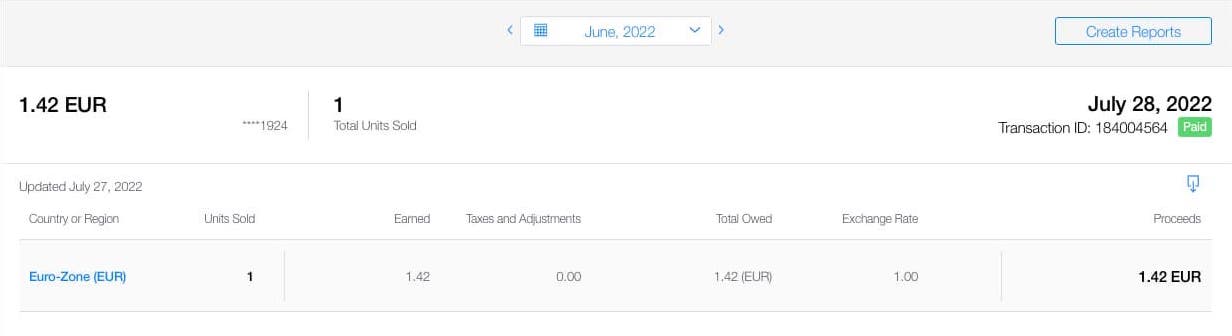 June, 2022
Create Reports
1.42 EUR
****1924
1
Total Units Sold
July 28, 2022
Transaction ID: 184004564 Paid
Updated July 27, 2022
Country or Region Units Sold Earned Taxes and Adjustments Total Owed Exchange Rate Proceeds
Euro-Zone (EUR) 1 1.42 0.00 1.42 (EUR) 1.00 1.42 EUR